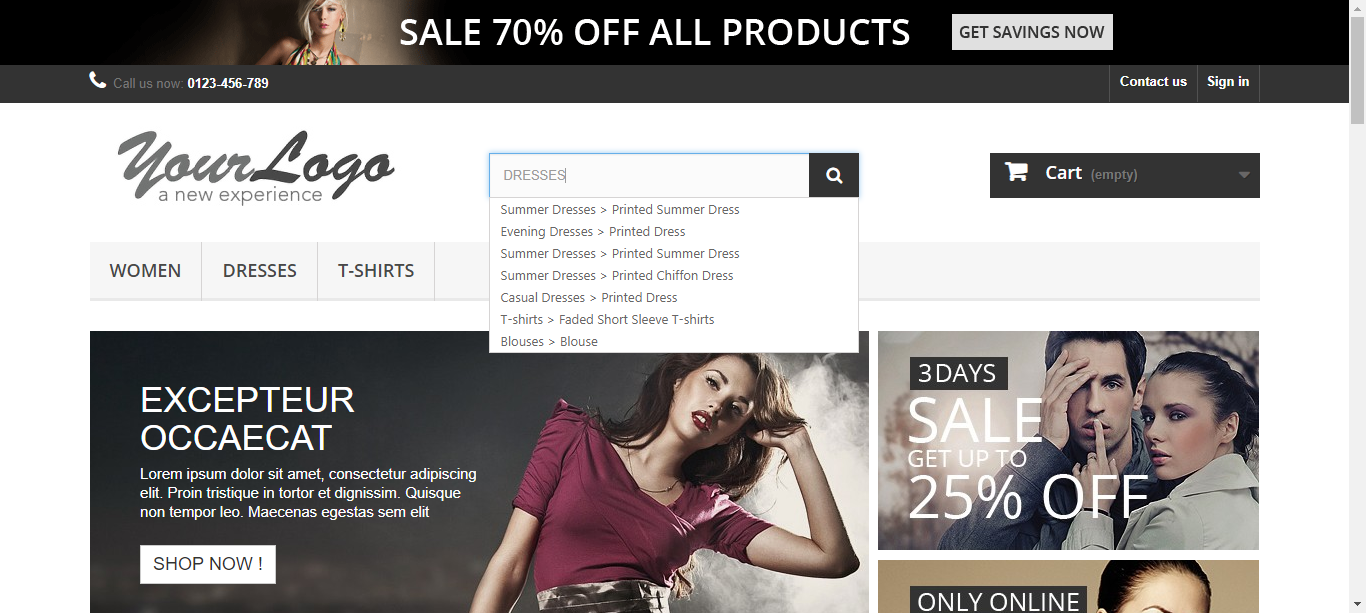 SALE 70% OFF ALL PRODUCTS
GET SAVINGS NOW
Call us now: 0123-456-789
Contact us
Sign in
YourLogo
a new experience
DRESSES
Cart (empty)
Summer Dresses > Printed Summer Dress
Evening Dresses > Printed Dress
Summer Dresses > Printed Summer Dress
Summer Dresses > Printed Chiffon Dress
Casual Dresses > Printed Dress
T-shirts > Faded Short Sleeve T-shirts
Blouses > Blouse
WOMEN
DRESSES
T-SHIRTS
EXCEPTEUR
OCCAECAT
Lorem ipsum dolor sit amet, consectetur adipiscing
elit. Proin tristique in tortor et dignissim. Quisque
non tempor leo. Maecenas egestas sem elit
SHOP NOW !
3 DAYS
SALE
GET UP TO
25% OFF
ONLY ONLINE